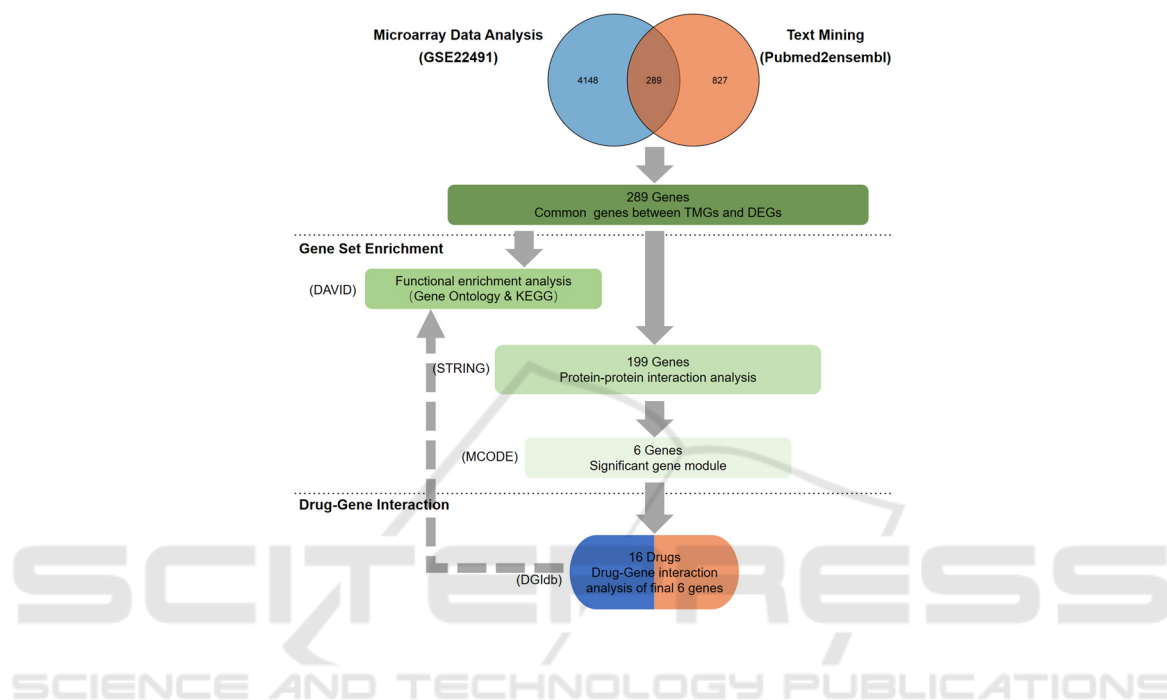 Microarray Data Analysis
(GSE22491)
Text Mining
(Pubmed2ensembl)
4148
289
827
289 Genes
Common genes between TMGs and DEGs
Gene Set Enrichment
(DAVID)
Functional enrichment analysis
(Gene Ontology & KEGG)
(STRING)
199 Genes
Protein-protein interaction analysis
(MCODE)
6 Genes
Significant gene module
Drug-Gene Interaction
(DGIdb)
16 Drugs
Drug-Gene interaction
analysis of final 6 genes
SCITEPRESS
SCIENCE AND TECHNOLOGY PUBLICATIONS